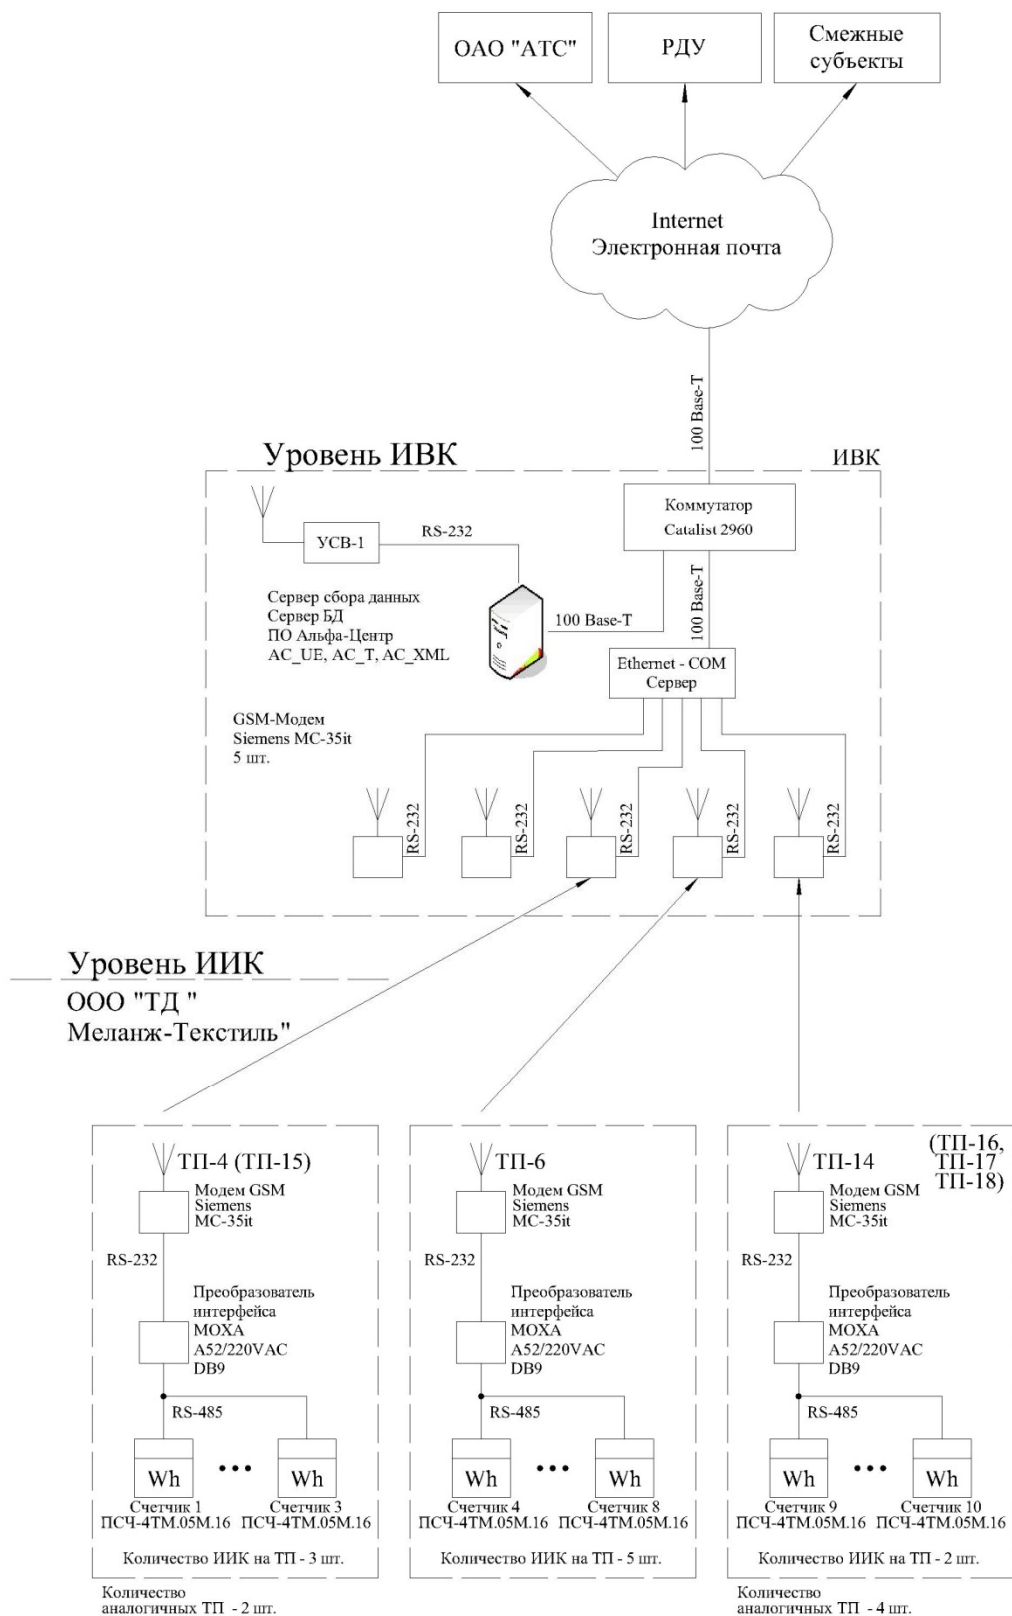 ОАО "АТС"
РДУ
Смежные
субъекты
Internet
Электронная почта
100 Base-T
Уровень ИВК
ИВК
Коммутатор
Catalist 2960
УСВ-1
RS-232
Сервер сбора данных
Сервер БД
ПО Альфа-Центр
AC_UE, AC_T, AC_XML
100 Base-T
100 Base-T
Ethernet - COM
Сервер
GSM-Модем
Siemens MC-35it
5 шт.
RS-232
RS-232
RS-232
RS-232
RS-232
Уровень ИИК
ООО "ТД "
Меланж-Текстиль"
ТП-4 (ТП-15)
Модем GSM
Siemens
MC-35it
RS-232
Преобразователь
интерфейса
MOXA
A52/220VAC
DB9
RS-485
Wh
••• 
Wh
Счетчик 1
ПСЧ-4ТМ.05М.16
Счетчик 3
ПСЧ-4ТМ.05М.16
Количество ИИК на ТП - 3 шт.
Количество
аналогичных ТП - 2 шт.
ТП-6
Модем GSM
Siemens
MC-35it
RS-232
Преобразователь
интерфейса
MOXA
A52/220VAC
DB9
RS-485
Wh
•••
Wh
Счетчик 4
ПСЧ-4ТМ.05М.16
Счетчик 8
ПСЧ-4ТМ.05М.16
Количество ИИК на ТП - 5 шт.
ТП-14
(ТП-16,
ТП-17
ТП-18)
Модем GSM
Siemens
MC-35it
RS-232
Преобразователь
интерфейса
MOXA
A52/220VAC
DB9
RS-485
Wh
•••
Wh
Счетчик 9
ПСЧ-4ТМ.05М.16
Счетчик 10
ПСЧ-4ТМ.05М.16
Количество ИИК на ТП - 2 шт.
Количество
аналогичных ТП - 4 шт.